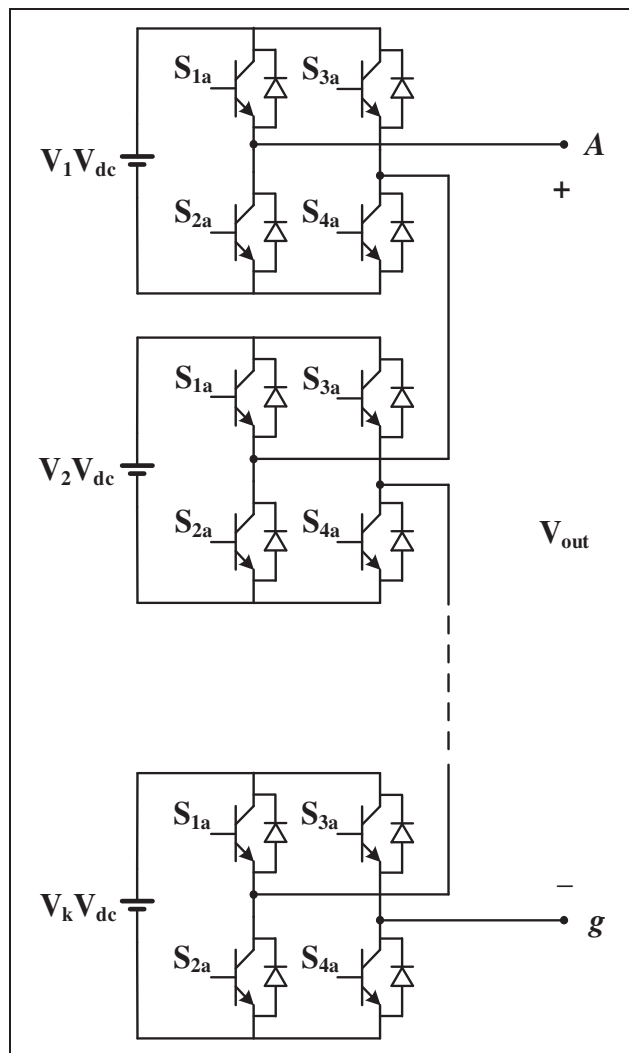 S1a S3a
V1Vdc A
+
S2a S4a
S1a S3a
V2Vdc
S2a S4a
Vout
S1a S3a
VkVdc
−
g
S2a S4a